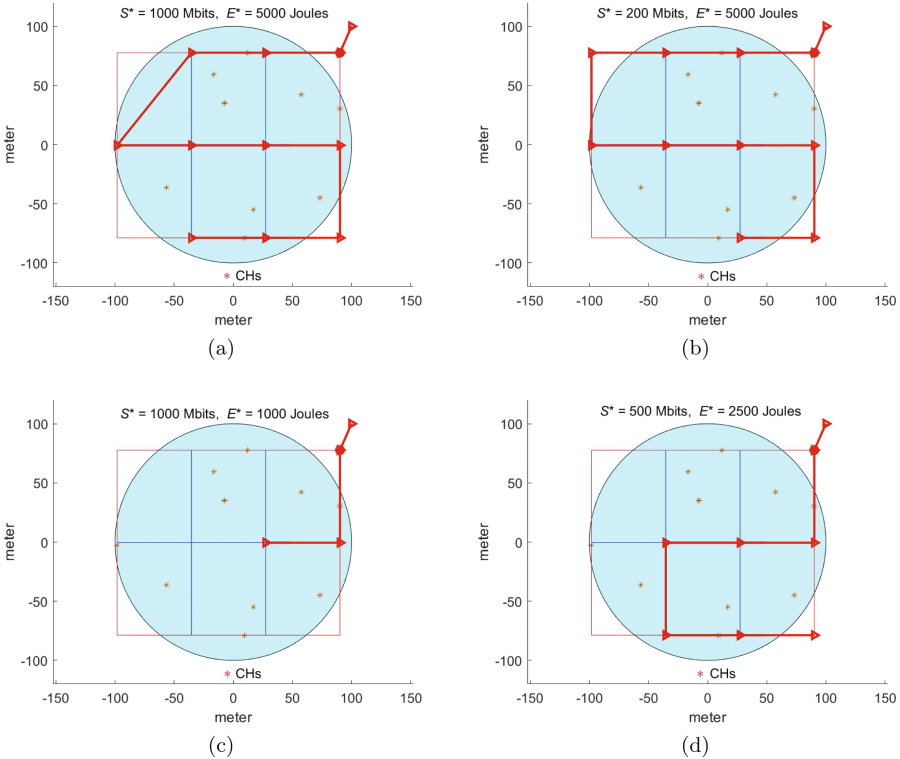 S* = 1000 Mbits, E* = 5000 Joules
100
50
0
-50
-100
meter
* CHs
-150 -100 -50 0 50 100 150
meter
(a)
S* = 200 Mbits, E* = 5000 Joules
100
50
0
-50
-100
meter
* CHs
-150 -100 -50 0 50 100 150
meter
(b)
S* = 1000 Mbits, E* = 1000 Joules
100
50
0
-50
-100
meter
* CHs
-150 -100 -50 0 50 100 150
meter
(c)
S* = 500 Mbits, E* = 2500 Joules
100
50
0
-50
-100
meter
* CHs
-150 -100 -50 0 50 100 150
meter
(d)